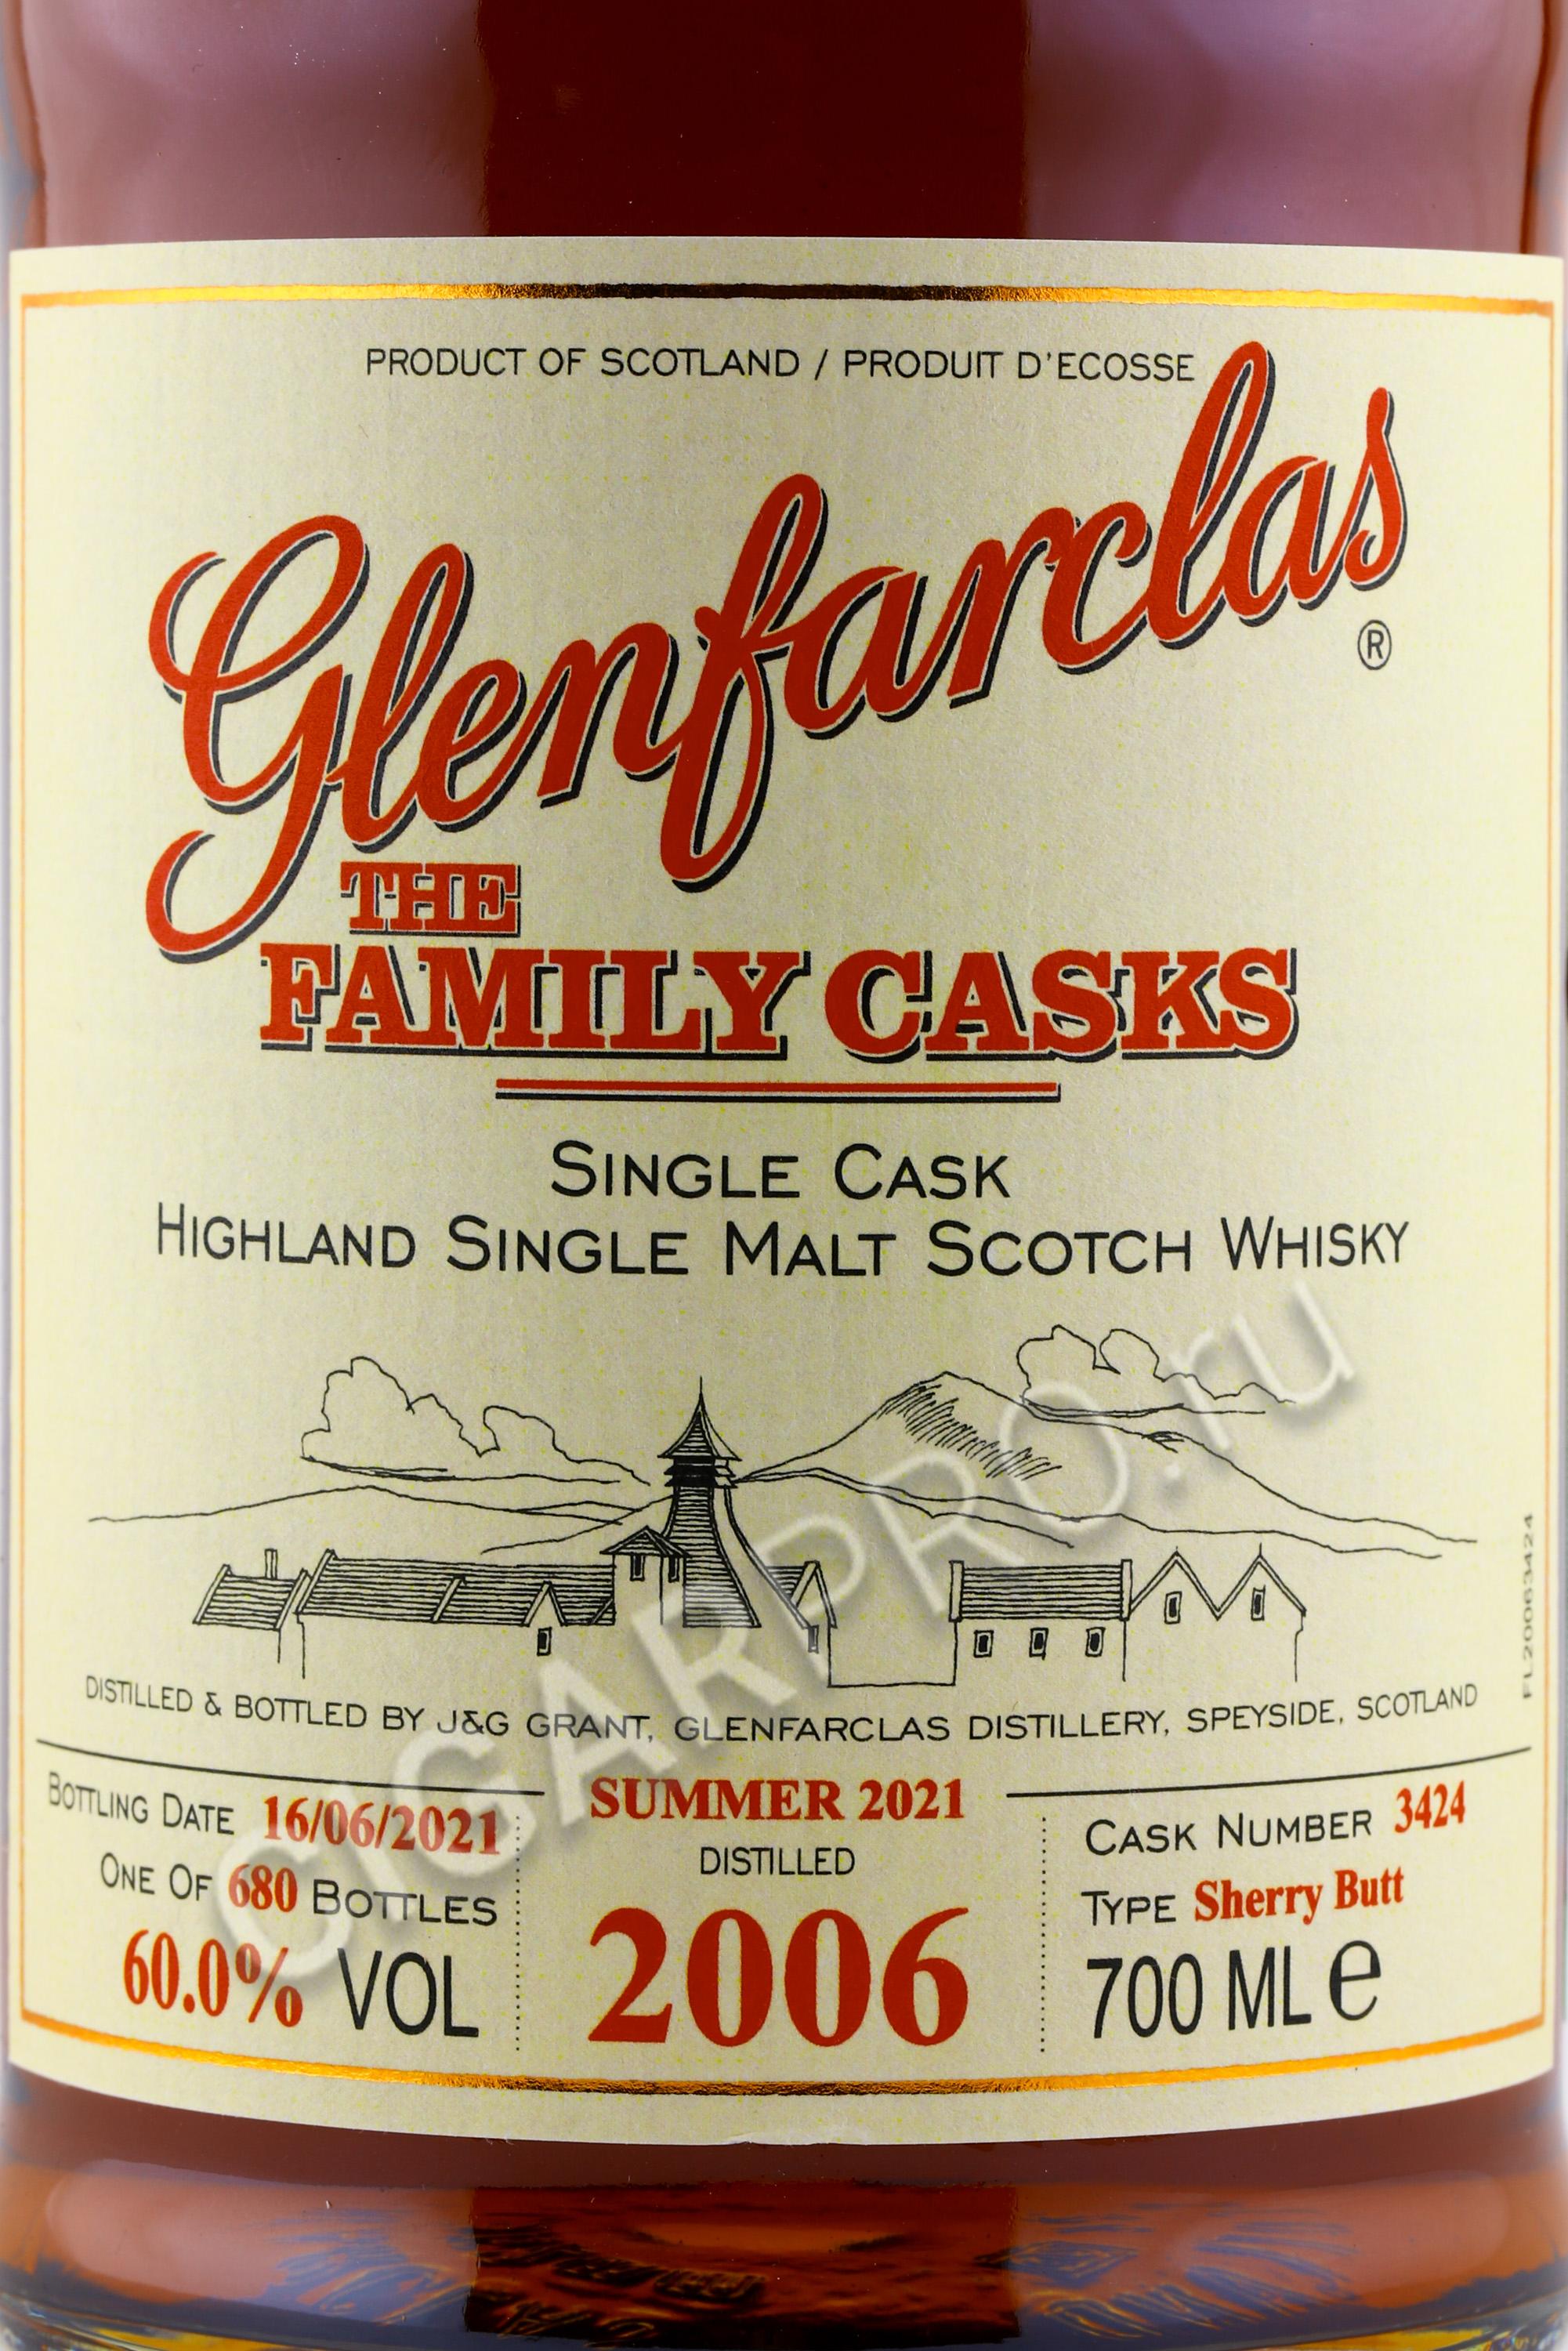 PRODUCT OF SCOTLAND / PRODUIT D'ECOSSE
Glenfarclas®
THE
FAMILY CASKS
SINGLE CASK
HIGHLAND SINGLE MALT SCOTCH WHISKY
CIGARPRO.ru
FL20063424
DISTILLED & BOTTLED BY J&G GRANT, GLENFARCLAS DISTILLERY, SPEYSIDE, SCOTLAND
BOTTLING DATE 16/06/2021
ONE OF 680 BOTTLES
60.0% VOL
SUMMER 2021
DISTILLED
2006
CASK NUMBER 3424
TYPE Sherry Butt
700 ML e